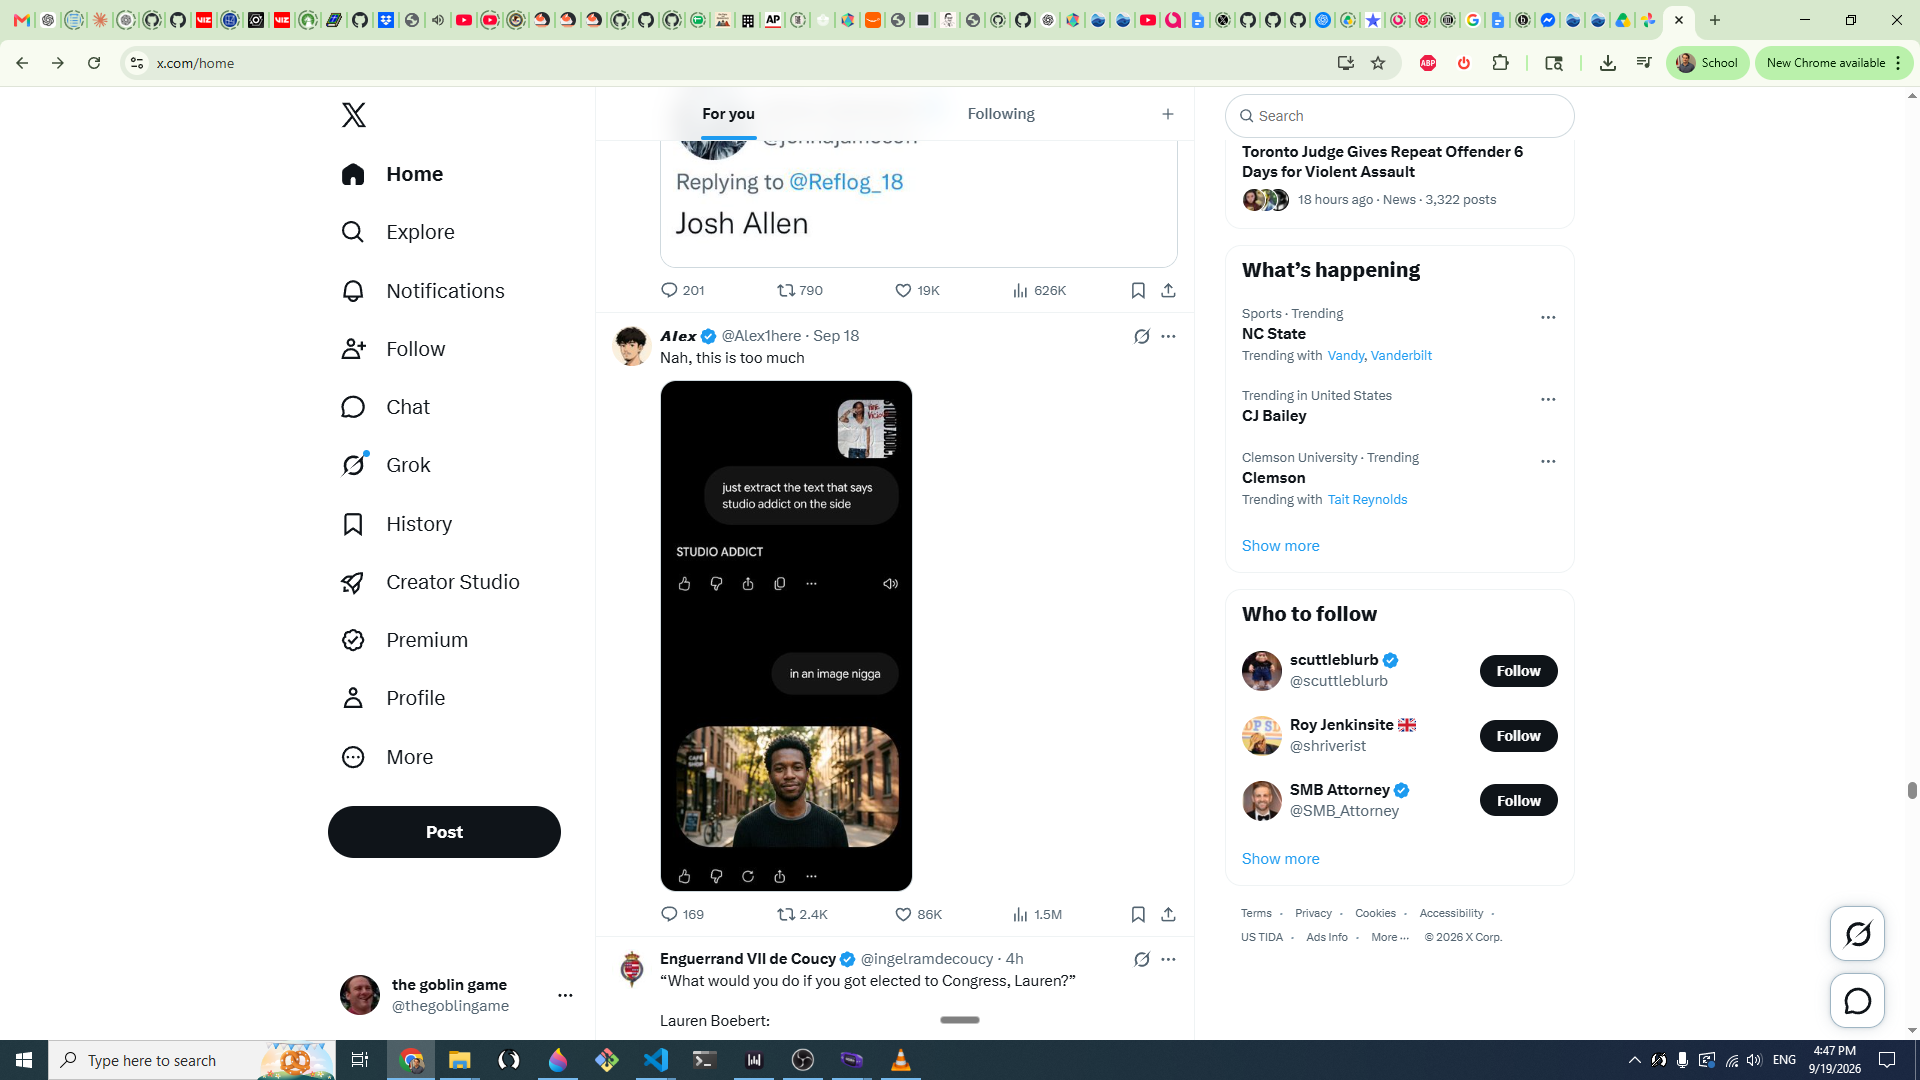 x.com/home
School
New Chrome available
Home
Explore
Notifications
Follow
Chat
Grok
History
Creator Studio
Premium
Profile
More
Post
the goblin game
@thegoblingame
For you
Following
Replying to @Reflog_18
Josh Allen
201
790
19K
626K
Alex @Alex1here · Sep 18
Nah, this is too much
just extract the text that says
studio addict on the side
STUDIO ADDICT
in an image nigga
169
2.4K
86K
1.5M
Enguerrand VII de Coucy @ingelramdecoucy · 4h
“What would you do if you got elected to Congress, Lauren?”
Lauren Boebert:
Search
Toronto Judge Gives Repeat Offender 6
Days for Violent Assault
18 hours ago · News · 3,322 posts
What’s happening
Sports · Trending
NC State
Trending with Vandy, Vanderbilt
Trending in United States
CJ Bailey
Clemson University · Trending
Clemson
Trending with Tait Reynolds
Show more
Who to follow
scuttleblurb
@scuttleblurb
Follow
Roy Jenkinsite
@shriverist
Follow
SMB Attorney
@SMB_Attorney
Follow
Show more
Terms · Privacy · Cookies · Accessibility ·
US TIDA · Ads Info · More ··· © 2026 X Corp.
Type here to search
ENG
4:47 PM
9/19/2026